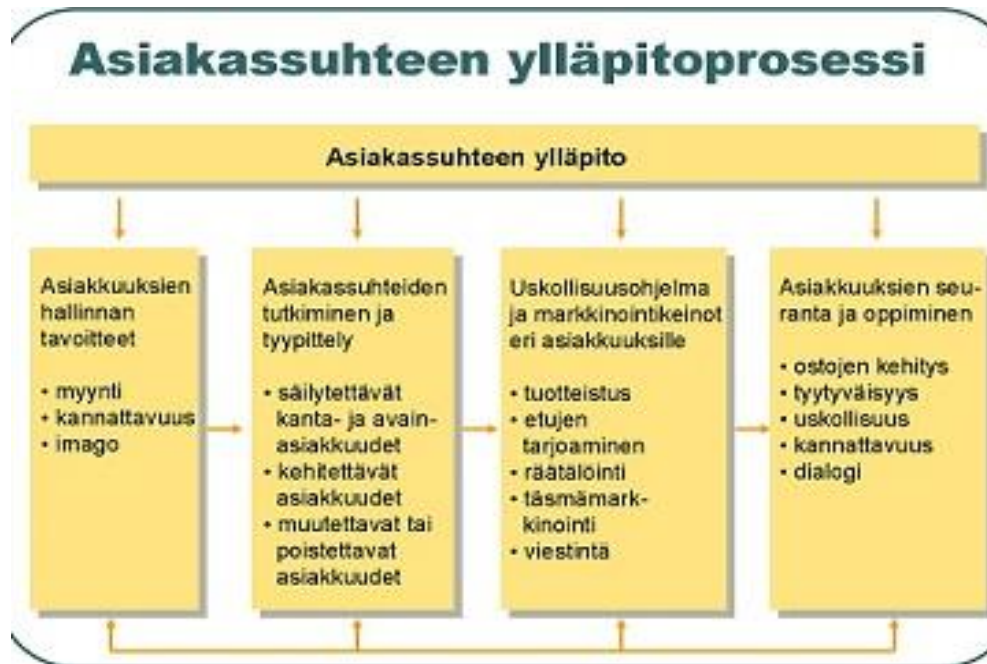 Asiakassuhteen ylläpitoprosessi
Asiakassuhteen ylläpito
Asiakkuuksien
hallinnan
tavoitteet
• myynti
• kannattavuus
• imago
Asiakassuhteiden
tutkiminen ja
tyypittely
• säilytettävät
kanta- ja avain-
asiakkuudet
• kehitettävät
asiakkuudet
• muutettavat tai
poistettavat
asiakkuudet
Uskollisuusohjelma
ja markkinointikeinot
eri asiakkuuksille
• tuotteistus
• etujen
tarjoaminen
• räätälöinti
• täsmämark-
kinointi
• viestintä
Asiakkuuksien seu-
ranta ja oppiminen
• ostojen kehitys
• tyytyväisyys
• uskollisuus
• kannattavuus
• dialogi